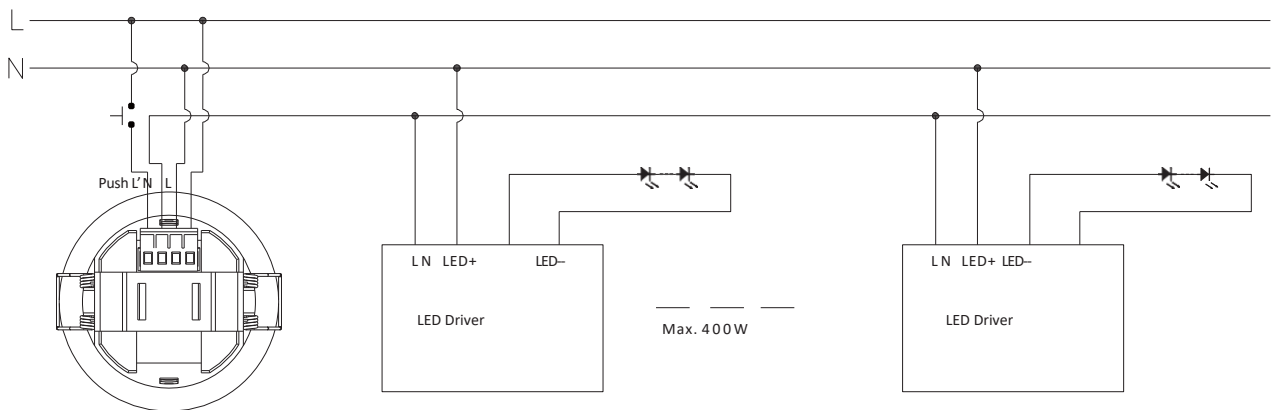 L
N
Push L' N L
L N LED+ LED--
LED Driver
Max. 400W
L N LED+ LED--
LED Driver